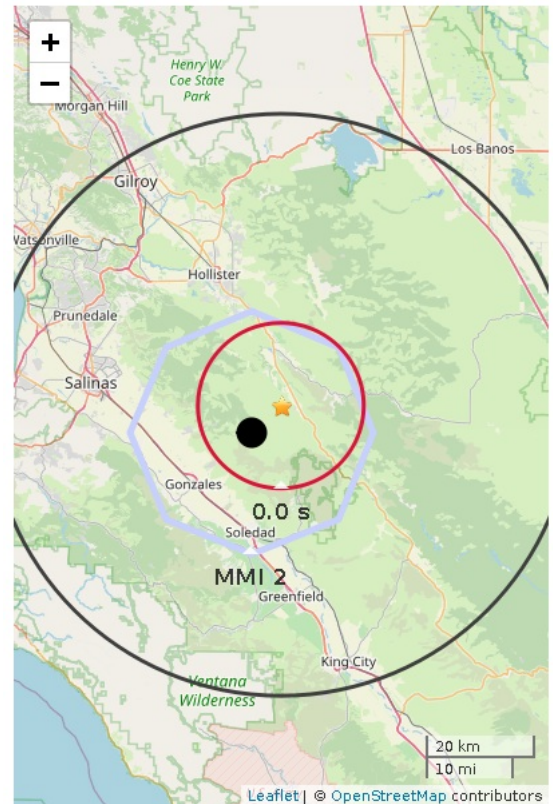 +
−
Henry W.
Coe State
Park
Morgan Hill
Los Banos
Gilroy
Watsonville
Hollister
Prunedale
Salinas
Gonzales
0.0 s
Soledad
MMI 2
Greenfield
King City
Ventana
Wilderness
20 km
10 mi
Leaflet | © OpenStreetMap contributors